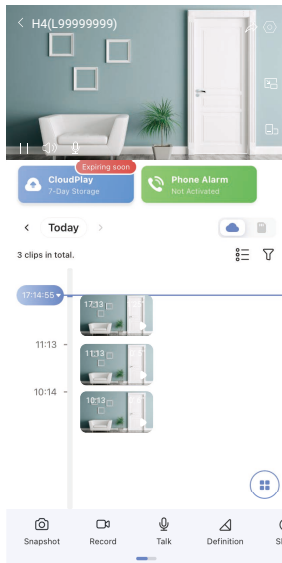 H4(L99999999)
Expiring soon
CloudPlay
7-Day Storage
Phone Alarm
Not Activated
Today
3 clips in total.
17:14:55
17:13
11:13
11:13
10:14
10:13
Snapshot
Record
Talk
Definition